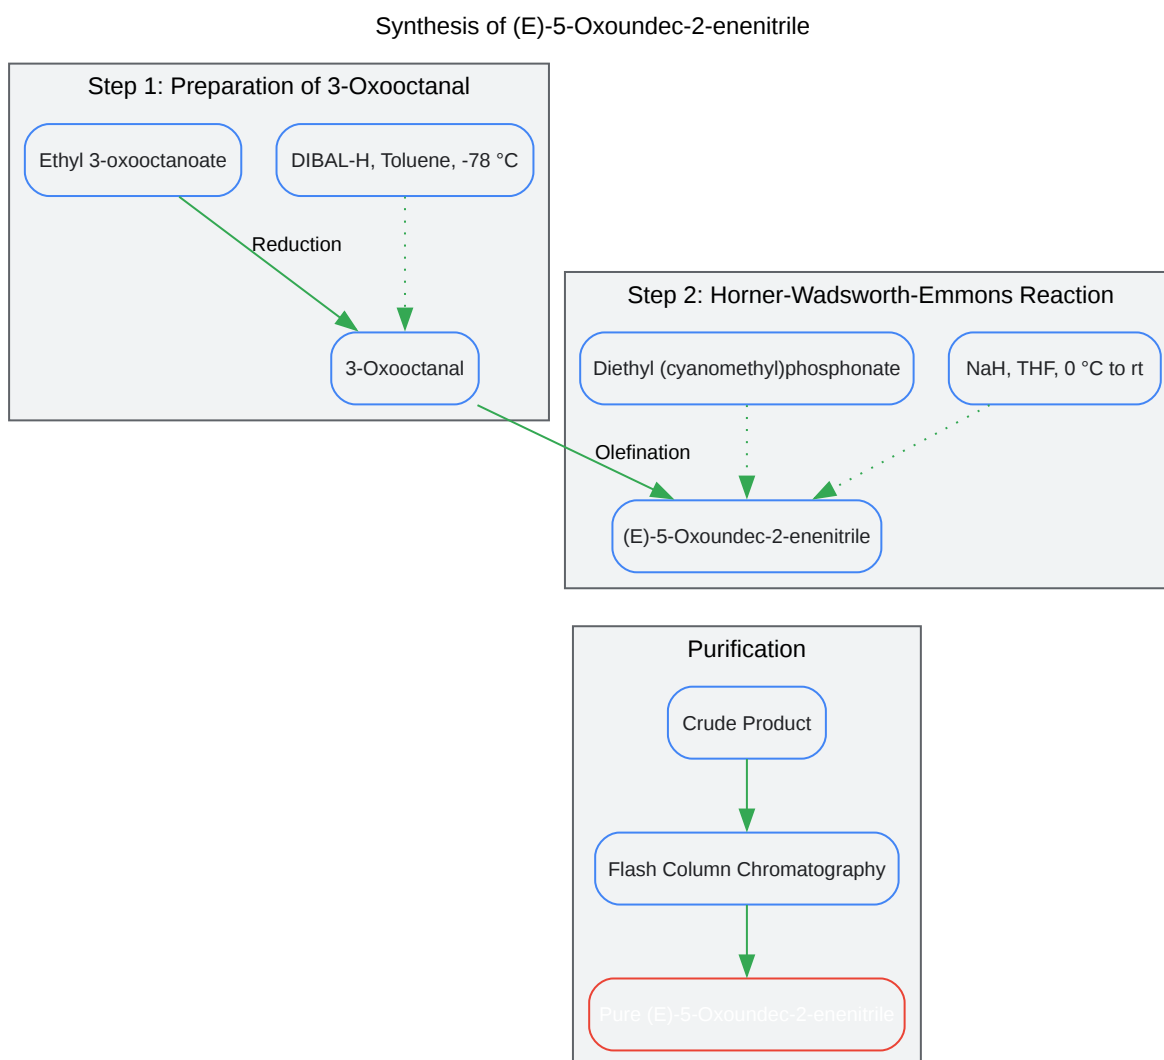 Synthesis of (E)-5-Oxoundec-2-enenitrile
Step 1: Preparation of 3-Oxooctanal
Ethyl 3-oxooctanoate
DIBAL-H, Toluene, -78 °C
Reduction
3-Oxooctanal
Step 2: Horner-Wadsworth-Emmons Reaction
Diethyl (cyanomethyl)phosphonate
NaH, THF, 0 °C to rt
Olefination
(E)-5-Oxoundec-2-enenitrile
Purification
Crude Product
Flash Column Chromatography
Pure (E)-5-Oxoundec-2-enenitrile